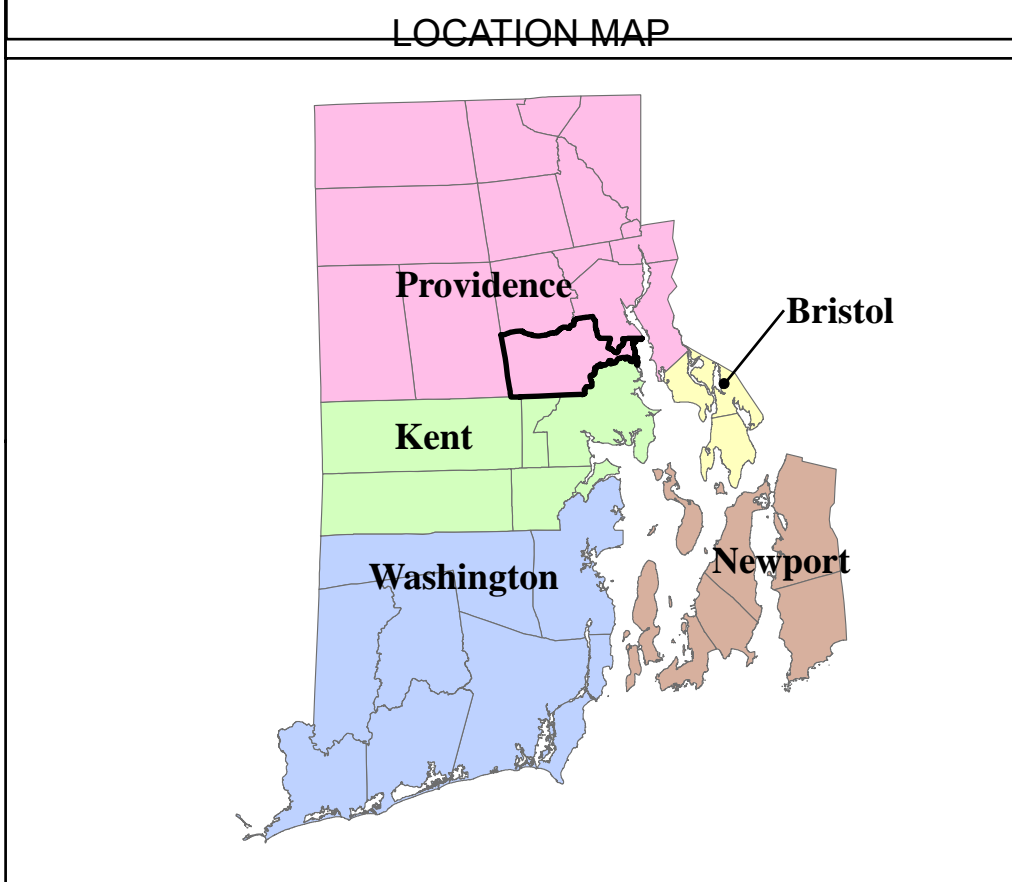 LOCATION MAP
Providence
Bristol
Kent
Newport
Washington